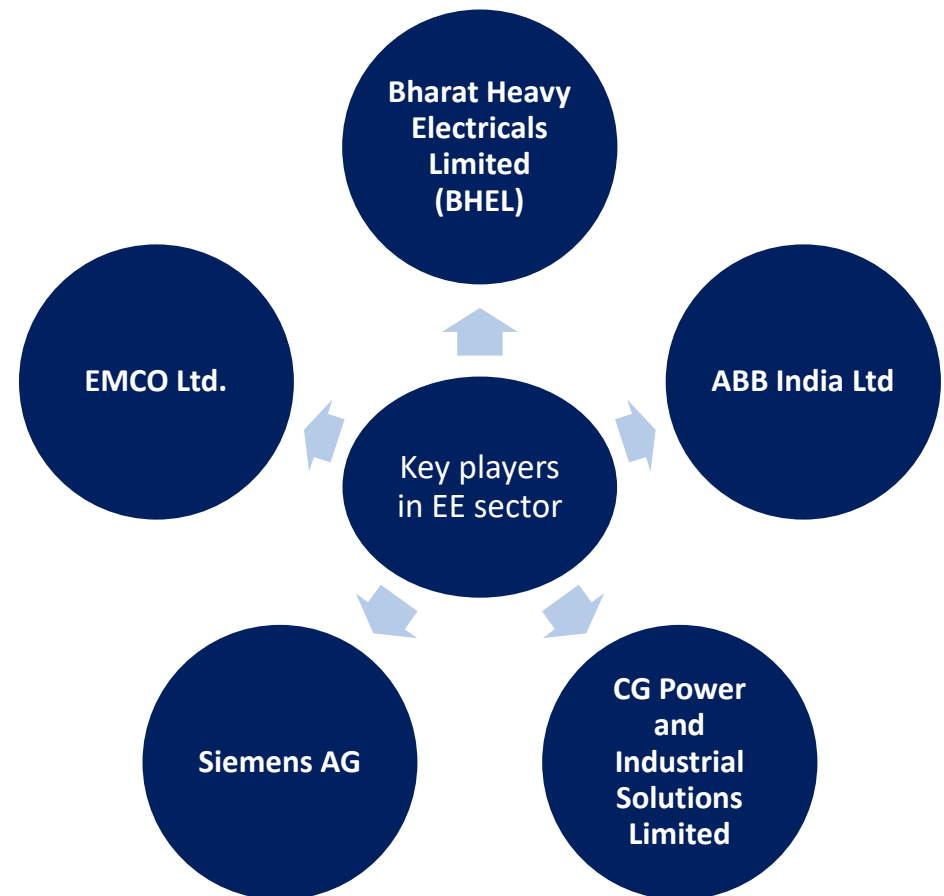 Bharat Heavy
Electricals
Limited
(BHEL)
EMCO Ltd.
ABB India Ltd
Key players
in EE sector
Siemens AG
CG Power
and
Industrial
Solutions
Limited